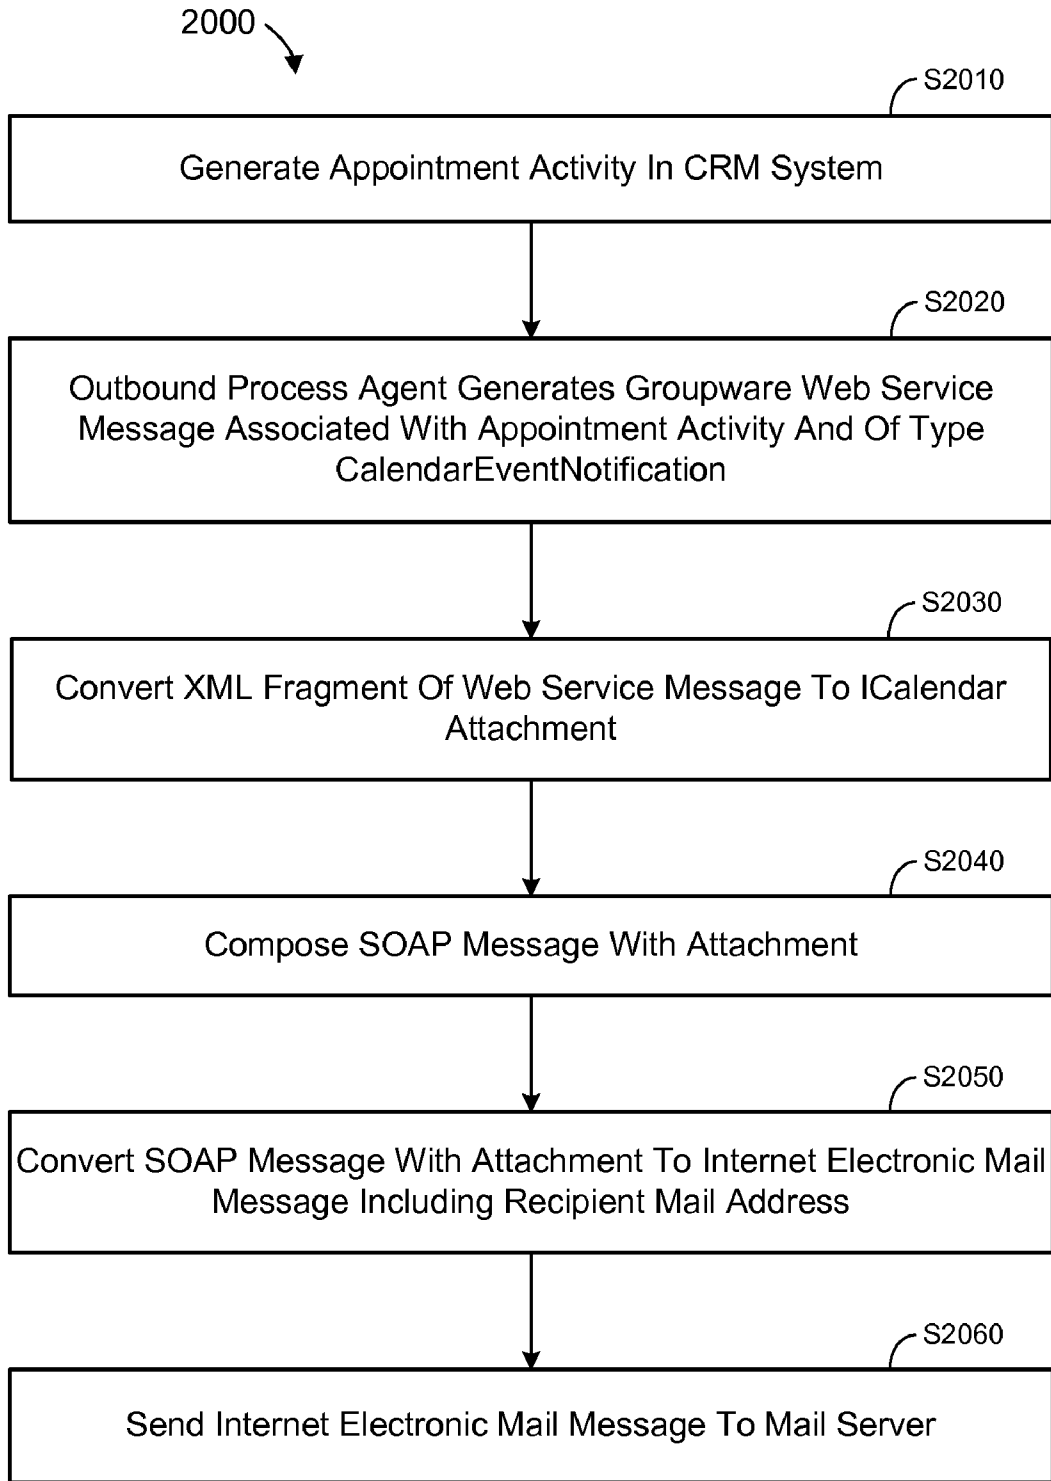 2000
S2010
Generate Appointment Activity In CRM System
S2020
Outbound Process Agent Generates Groupware Web Service
Message Associated With Appointment Activity And Of Type
CalendarEventNotification
S2030
Convert XML Fragment Of Web Service Message To ICalendar
Attachment
S2040
Compose SOAP Message With Attachment
S2050
Convert SOAP Message With Attachment To Internet Electronic Mail
Message Including Recipient Mail Address
S2060
Send Internet Electronic Mail Message To Mail Server